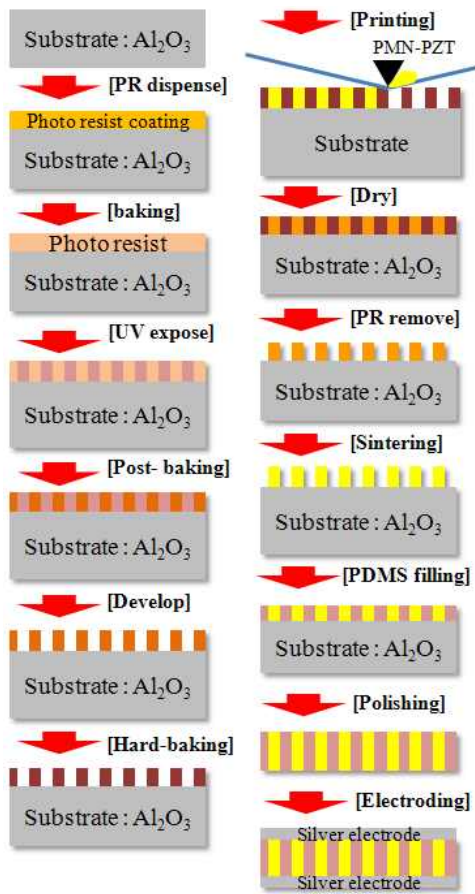 Substrate : Al₂O₃
[PR dispense]
Photo resist coating
Substrate : Al₂O₃
[baking]
Photo resist
Substrate : Al₂O₃
[UV expose]
Substrate : Al₂O₃
[Post- baking]
Substrate : Al₂O₃
[Develop]
Substrate : Al₂O₃
[Hard-baking]
Substrate : Al₂O₃
[Printing]
PMN-PZT
Substrate
[Dry]
Substrate : Al₂O₃
[PR remove]
Substrate : Al₂O₃
[Sintering]
Substrate : Al₂O₃
[PDMS filling]
Substrate : Al₂O₃
[Polishing]
[Electroding]
Silver electrode
Silver electrode